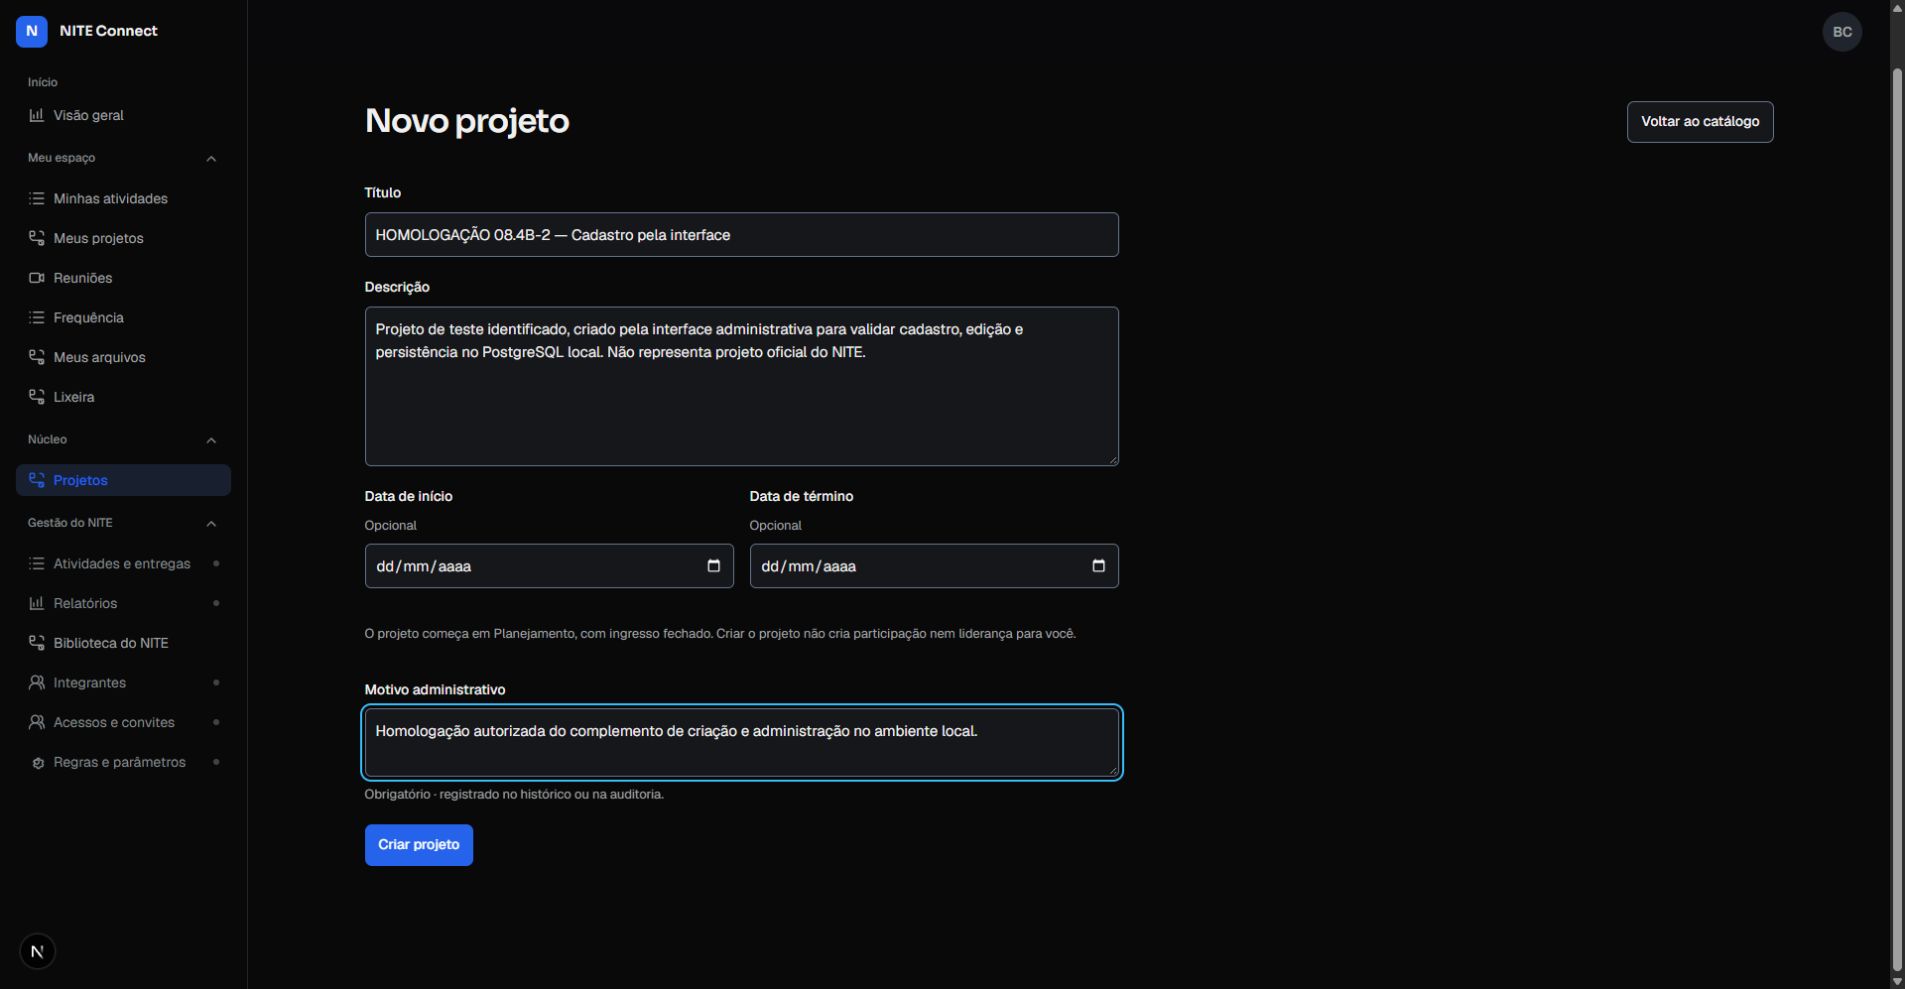 N NITE Connect
BC
Início
Visão geral
Meu espaço
Minhas atividades
Meus projetos
Reuniões
Frequência
Meus arquivos
Lixeira
Núcleo
Projetos
Gestão do NITE
Atividades e entregas
Relatórios
Biblioteca do NITE
Integrantes
Acessos e convites
Regras e parâmetros
N
Novo projeto
Voltar ao catálogo
Título
HOMOLOGAÇÃO 08.4B-2 — Cadastro pela interface
Descrição
Projeto de teste identificado, criado pela interface administrativa para validar cadastro, edição e
persistência no PostgreSQL local. Não representa projeto oficial do NITE.
Data de início
Opcional
dd/mm/aaaa
Data de término
Opcional
dd/mm/aaaa
O projeto começa em Planejamento, com ingresso fechado. Criar o projeto não cria participação nem liderança para você.
Motivo administrativo
Homologação autorizada do complemento de criação e administração no ambiente local.
Obrigatório · registrado no histórico ou na auditoria.
Criar projeto